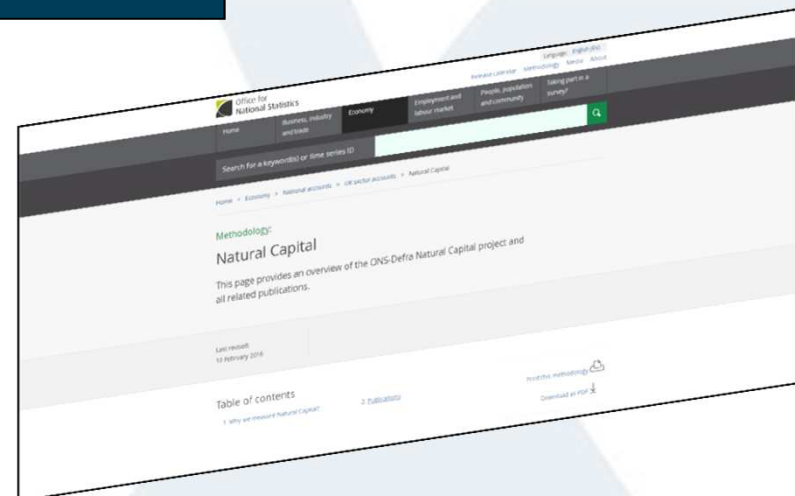 Language: English (EN)
Release calendar Methodology Media About
Office for
National Statistics
Home
Business, industry
and trade
Economy
Employment and
labour market
People, population
and community
Taking part in a
survey?
Search for a keyword(s) or time series ID
Home > Economy > National accounts > UK sector accounts > Natural Capital
Methodology:
Natural Capital
This page provides an overview of the ONS-Defra Natural Capital project and
all related publications.
Last revised:
10 February 2016
Table of contents
1. Why we measure Natural Capital?
2. Publications
Print this methodology
Download as PDF